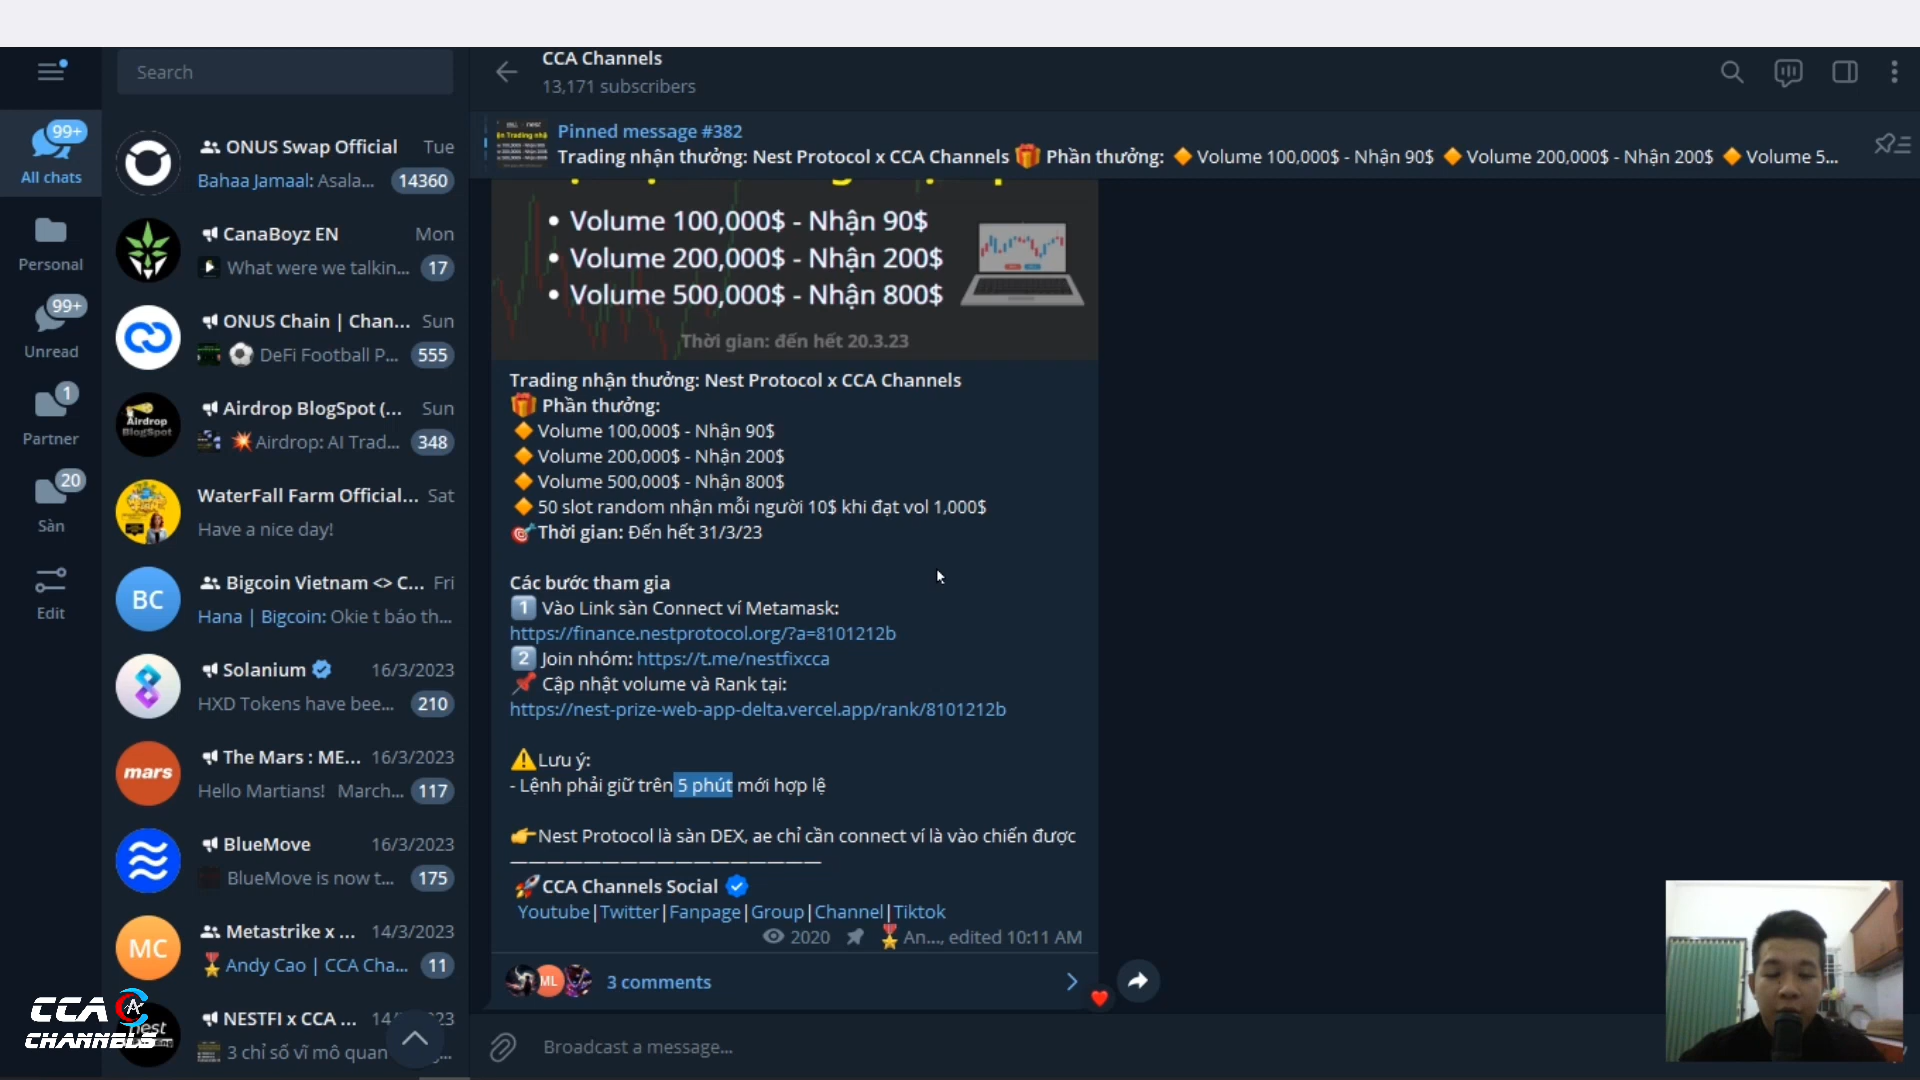 Search
CCA Channels
13,171 subscribers
99+
All chats
Personal
99+
Unread
1
Partner
20
Sàn
Edit
ONUS Swap Official Tue
Bahaa Jamaal: Asala... 14360
CanaBoyz EN Mon
What were we talkin... 17
ONUS Chain | Chan... Sun
DeFi Football P... 555
Airdrop BlogSpot (... Sun
Airdrop: AI Trad... 348
Airdrop
BlogSpot
WaterFall Farm Official... Sat
Have a nice day!
BC
Bigcoin Vietnam <> C... Fri
Hana | Bigcoin: Okie t báo th...
Solanium 16/3/2023
HXD Tokens have bee... 210
mars
The Mars : ME... 16/3/2023
Hello Martians! March... 117
BlueMove 16/3/2023
BlueMove is now t... 175
MC
Metastrike x ... 14/3/2023
Andy Cao | CCA Cha... 11
NESTFI x CCA ...
3 chỉ số vĩ mô quan
CCA
CHANNELS
Pinned message #382
Trading nhận thưởng: Nest Protocol x CCA Channels 🎁 Phần thưởng: 🔶 Volume 100,000$ - Nhận 90$ 🔶 Volume 200,000$ - Nhận 200$ 🔶 Volume 5...
• Volume 100,000$ - Nhận 90$
• Volume 200,000$ - Nhận 200$
• Volume 500,000$ - Nhận 800$
Thời gian: đến hết 20.3.23
Trading nhận thưởng: Nest Protocol x CCA Channels
🎁 Phần thưởng:
🔶 Volume 100,000$ - Nhận 90$
🔶 Volume 200,000$ - Nhận 200$
🔶 Volume 500,000$ - Nhận 800$
🔶 50 slot random nhận mỗi người 10$ khi đạt vol 1,000$
🎯 Thời gian: Đến hết 31/3/23
Các bước tham gia
1️⃣ Vào Link sàn Connect ví Metamask:
https://finance.nestprotocol.org/?a=8101212b
2️⃣ Join nhóm: https://t.me/nestfixcca
📌 Cập nhật volume và Rank tại:
https://nest-prize-web-app-delta.vercel.app/rank/8101212b
⚠️Lưu ý:
- Lệnh phải giữ trên 5 phút mới hợp lệ
👉Nest Protocol là sàn DEX, ae chỉ cần connect ví là vào chiến được
—————————————————
🚀CCA Channels Social
Youtube|Twitter|Fanpage|Group|Channel|Tiktok
2020 🎖An..., edited 10:11 AM
ML
3 comments
Broadcast a message...